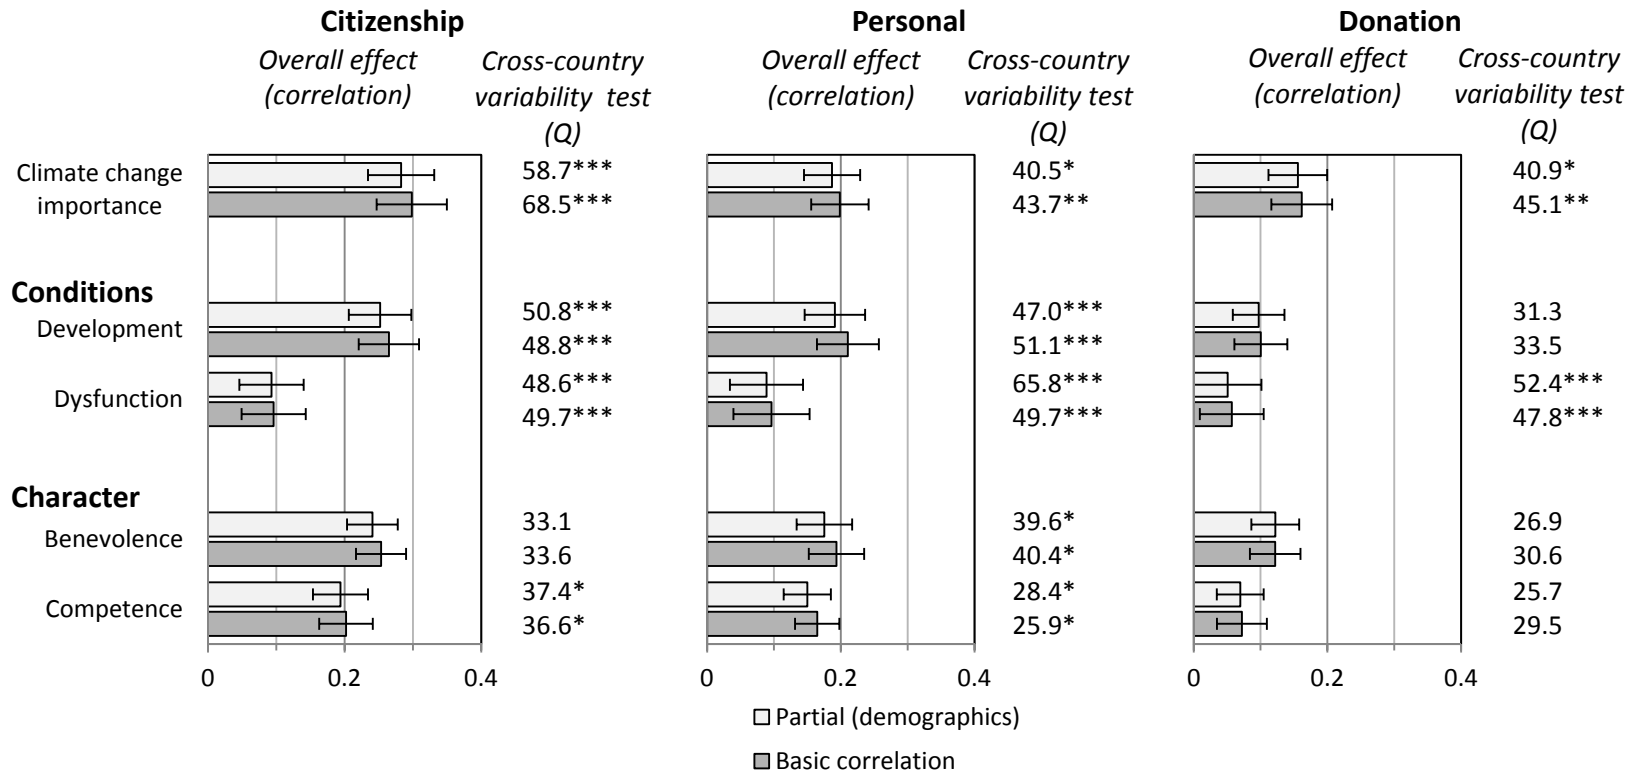 Citizenship Personal Donation
Overall effect Cross-country Overall effect Cross-country Overall effect Cross-country
(correlation) variability test (correlation) variability test (correlation) variability test
(Q) (Q) (Q)
Climate change 58.7*** 40.5* 40.9*
importance 68.5*** 43.7** 45.1**
Conditions
Development 50.8*** 47.0*** 31.3
48.8*** 51.1*** 33.5
Dysfunction 48.6*** 65.8*** 52.4***
49.7*** 49.7*** 47.8***
Character
Benevolence 33.1 39.6* 26.9
33.6 40.4* 30.6
Competence 37.4* 28.4* 25.7
36.6* 25.9* 29.5
0 0.2 0.4 0 0.2 0.4 0 0.2 0.4
Partial (demographics)
Basic correlation